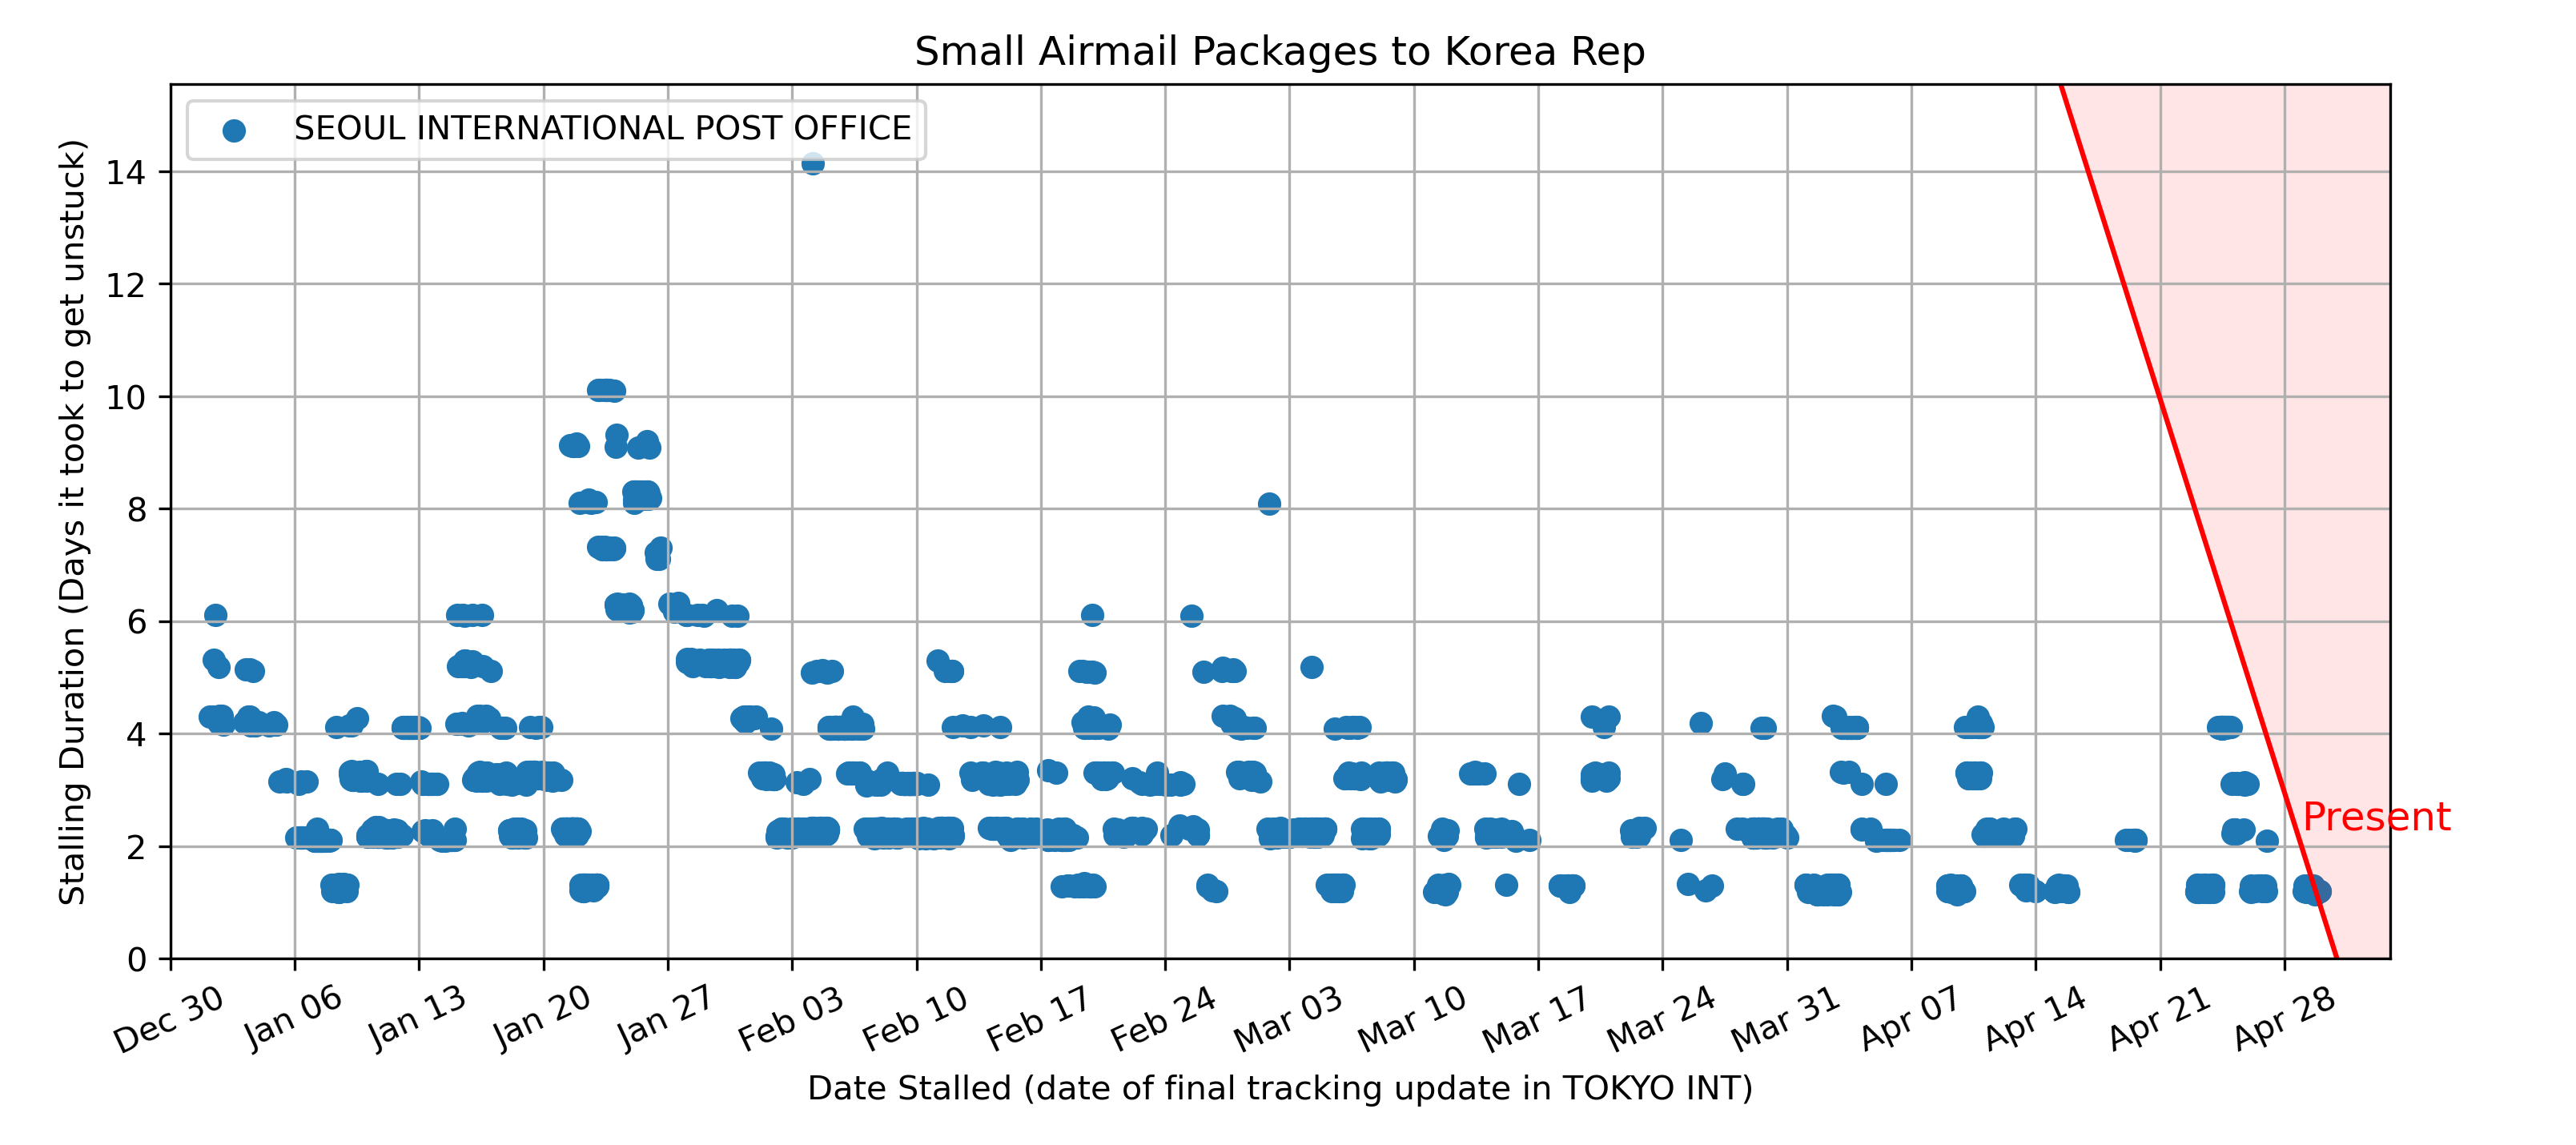 Small Airmail Packages to Korea Rep
SEOUL INTERNATIONAL POST OFFICE
Stalling Duration (Days it took to get unstuck)
14
12
10
8
6
4
2
0
Present
Dec 30
Jan 06
Jan 13
Jan 20
Jan 27
Feb 03
Feb 10
Feb 17
Feb 24
Mar 03
Mar 10
Mar 17
Mar 24
Mar 31
Apr 07
Apr 14
Apr 21
Apr 28
Date Stalled (date of final tracking update in TOKYO INT)